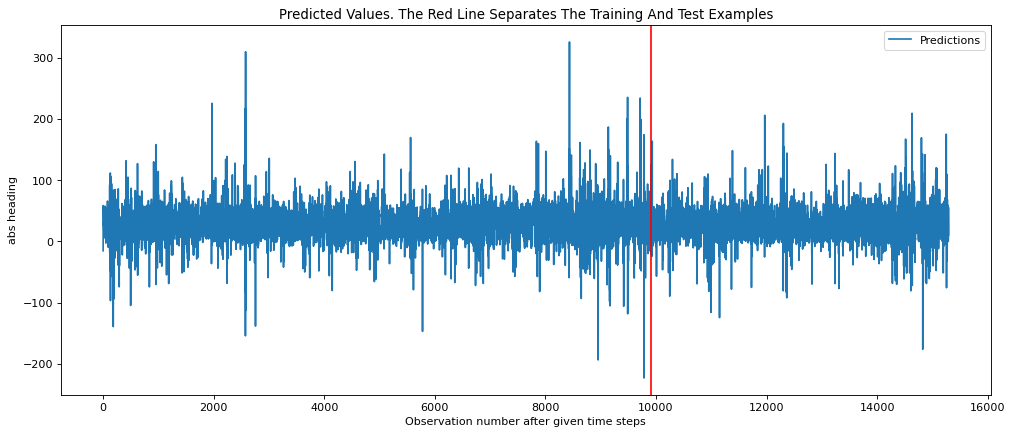 Predicted Values. The Red Line Separates The Training And Test Examples
Predictions
abs heading
300
200
100
0
−100
−200
0 2000 4000 6000 8000 10000 12000 14000 16000
Observation number after given time steps